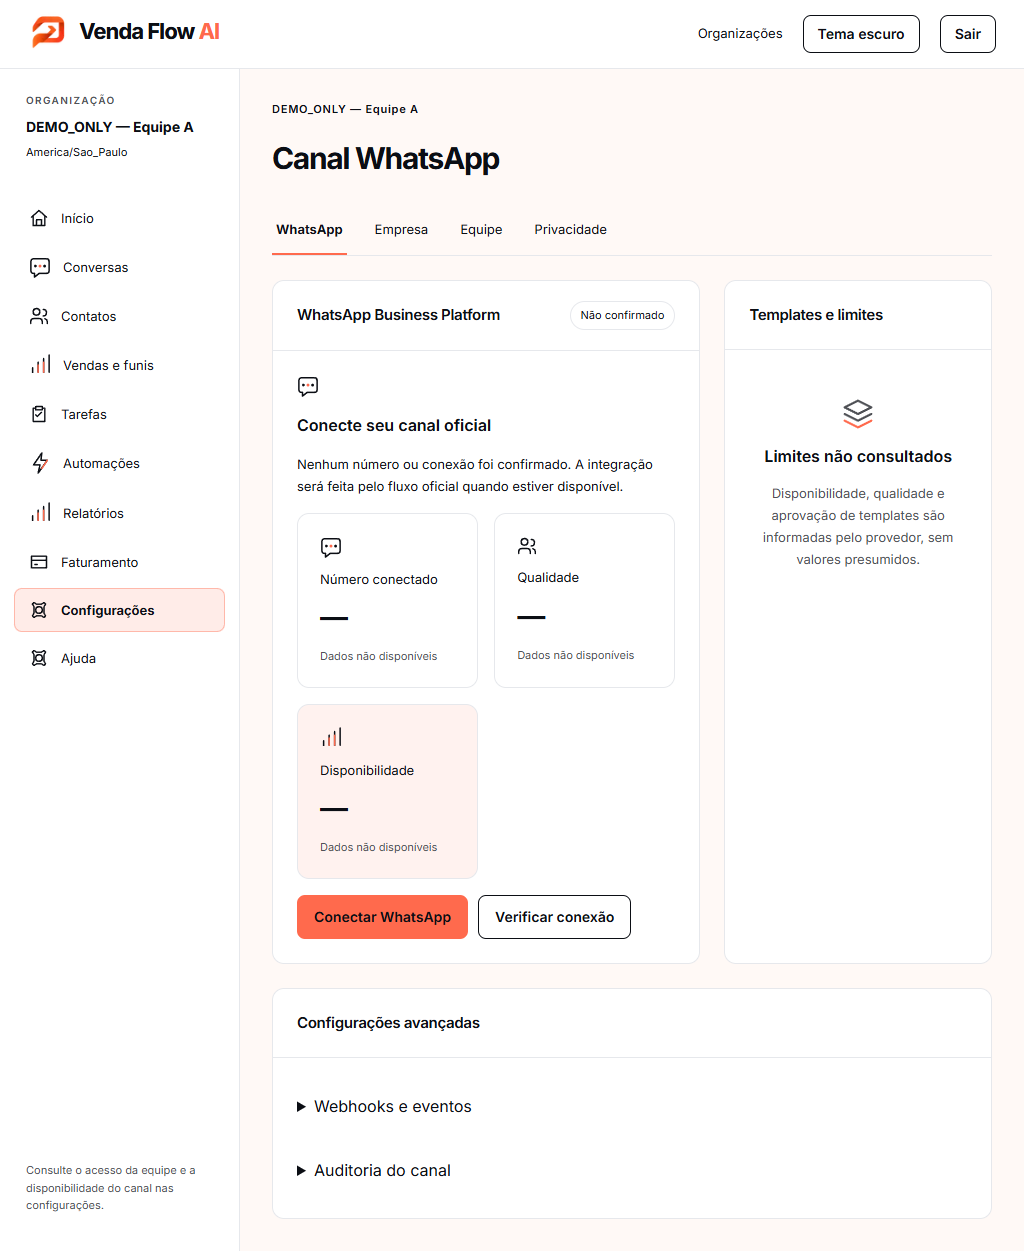 Venda Flow AI
Organizações
Tema escuro
Sair
ORGANIZAÇÃO
DEMO_ONLY — Equipe A
America/Sao_Paulo
Início
Conversas
Contatos
Vendas e funis
Tarefas
Automações
Relatórios
Faturamento
Configurações
Ajuda
Consulte o acesso da equipe e a
disponibilidade do canal nas
configurações.
DEMO_ONLY — Equipe A
Canal WhatsApp
WhatsApp
Empresa
Equipe
Privacidade
WhatsApp Business Platform
Não confirmado
Conecte seu canal oficial
Nenhum número ou conexão foi confirmado. A integração
será feita pelo fluxo oficial quando estiver disponível.
Número conectado
—
Dados não disponíveis
Qualidade
—
Dados não disponíveis
Disponibilidade
—
Dados não disponíveis
Conectar WhatsApp
Verificar conexão
Templates e limites
Limites não consultados
Disponibilidade, qualidade e
aprovação de templates são
informadas pelo provedor, sem
valores presumidos.
Configurações avançadas
Webhooks e eventos
Auditoria do canal